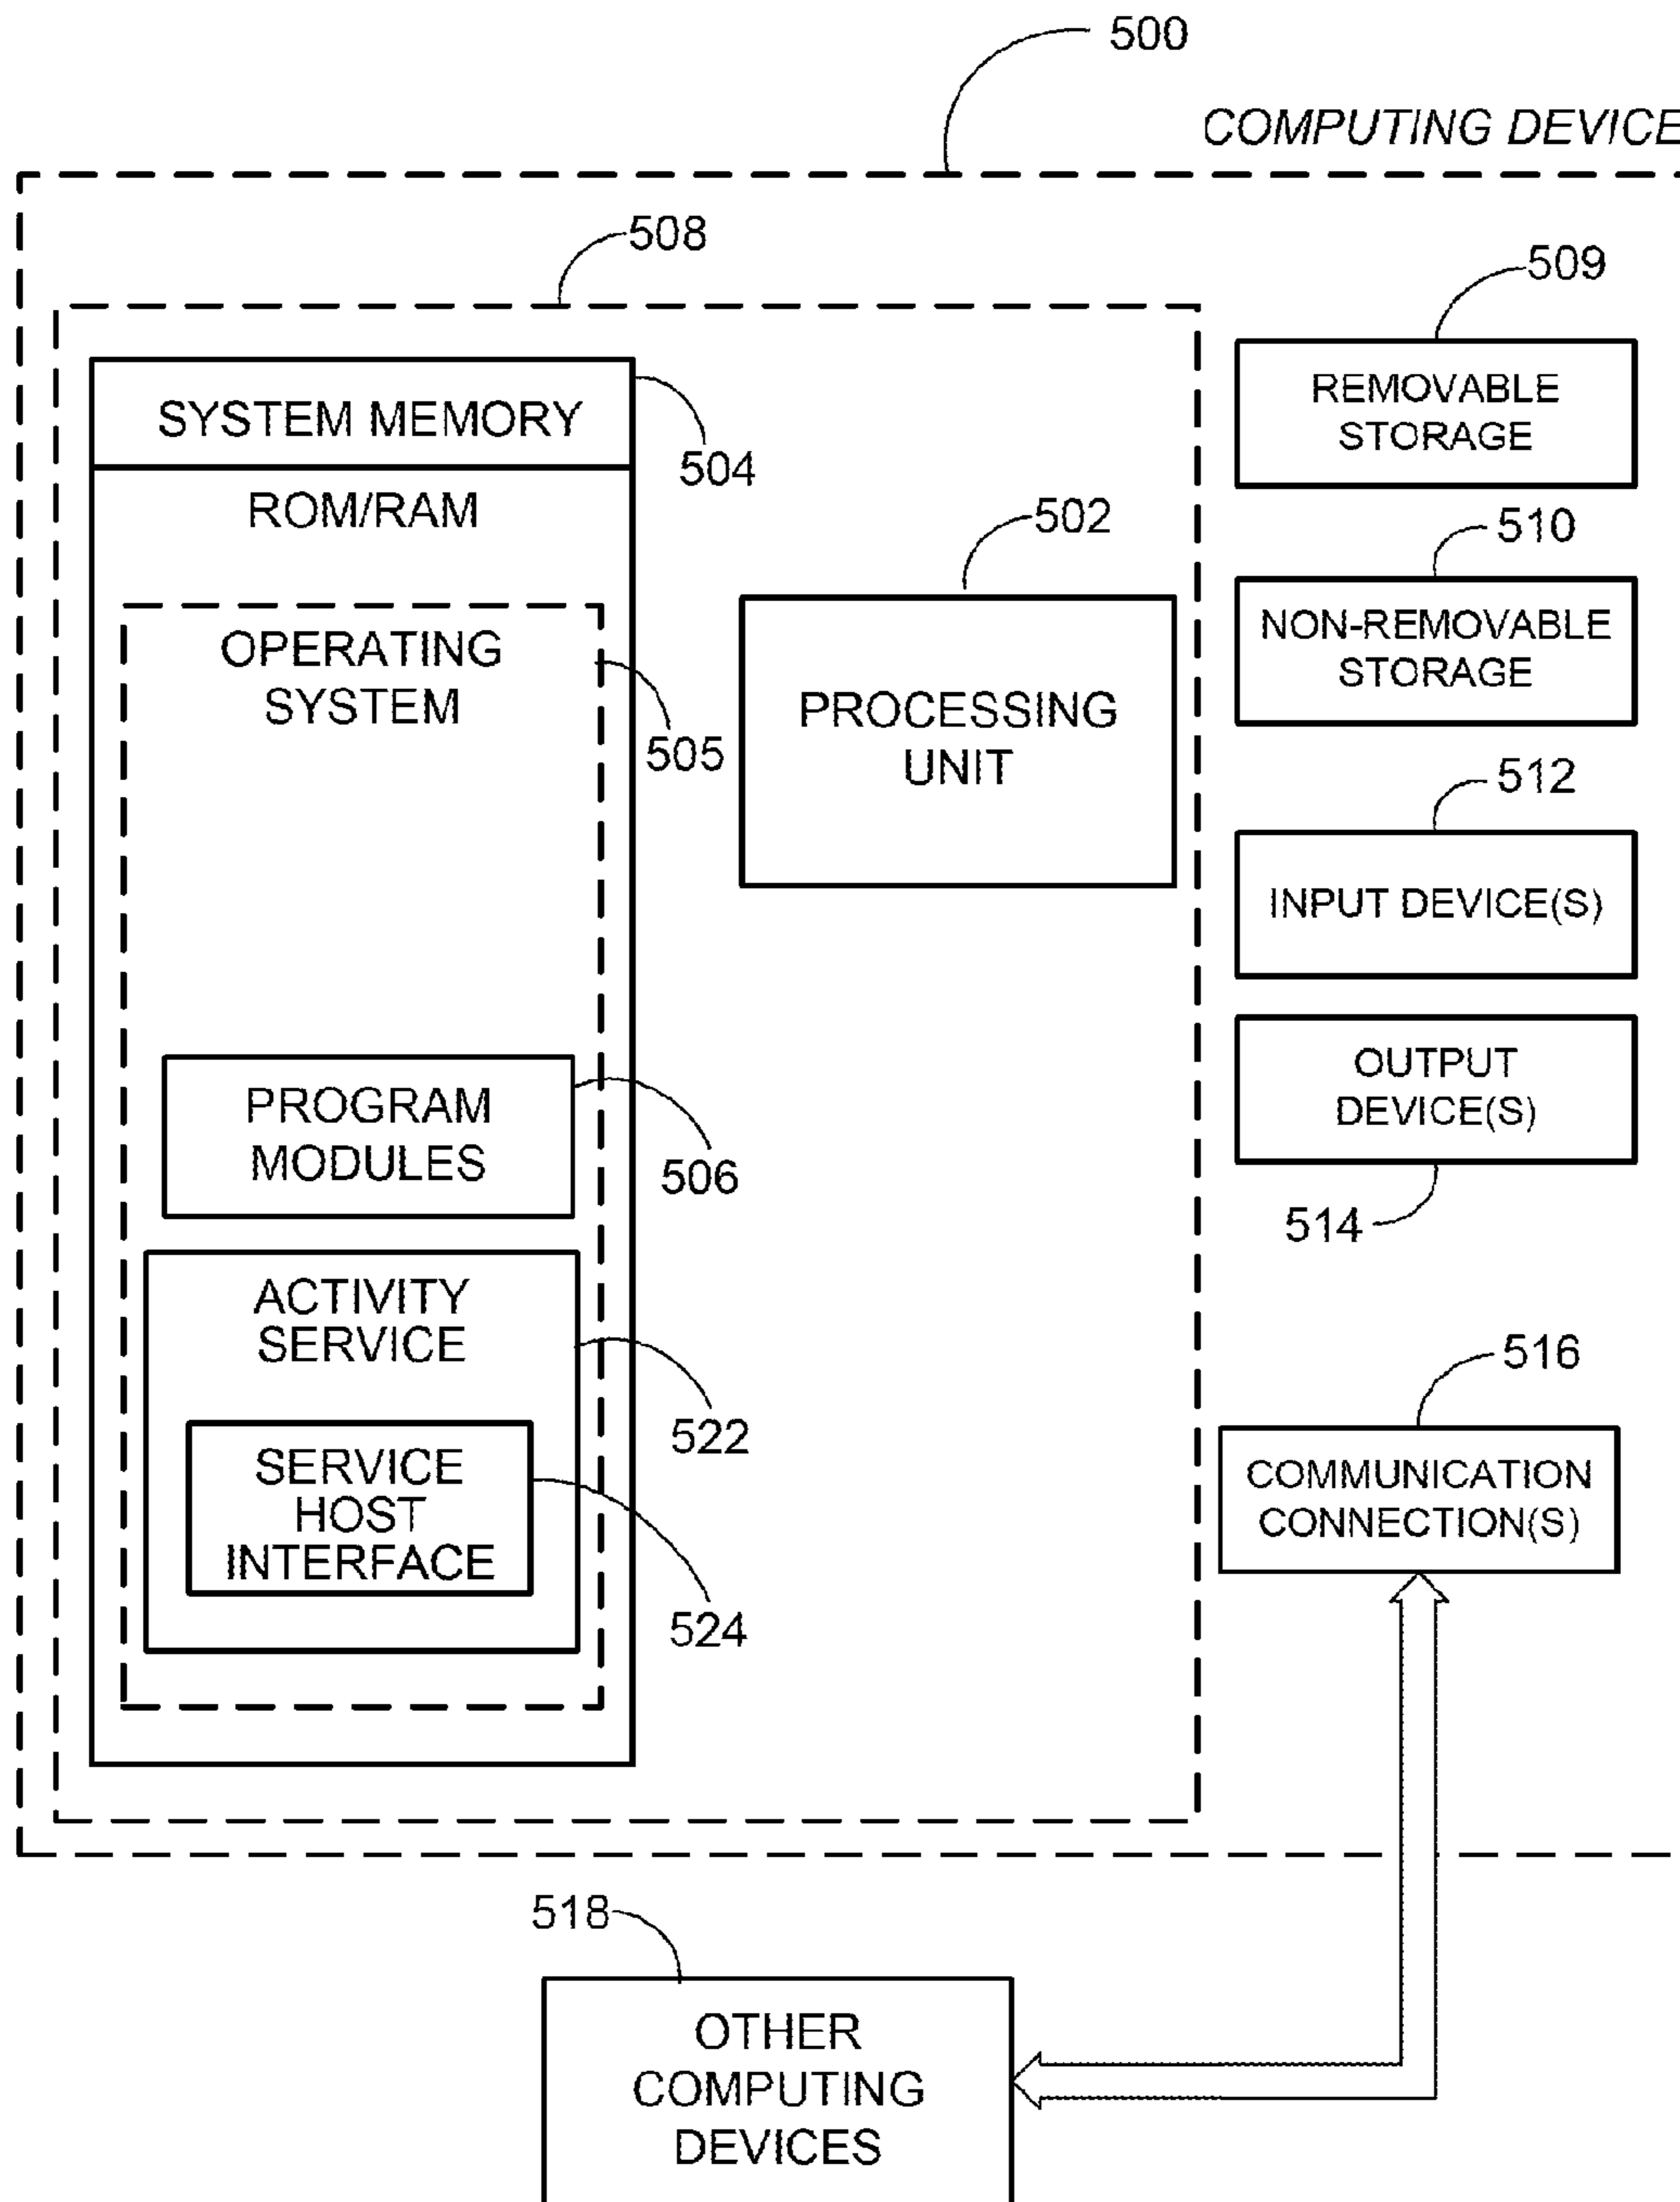 500
COMPUTING DEVICE
508
509
SYSTEM MEMORY
504
REMOVABLE
STORAGE
ROM/RAM
502
510
OPERATING
SYSTEM
505
PROCESSING
UNIT
NON-REMOVABLE
STORAGE
512
INPUT DEVICE(S)
OUTPUT
DEVICE(S)
514
PROGRAM
MODULES
506
ACTIVITY
SERVICE
522
516
COMMUNICATION
CONNECTION(S)
SERVICE
HOST
INTERFACE
524
518
OTHER
COMPUTING
DEVICES